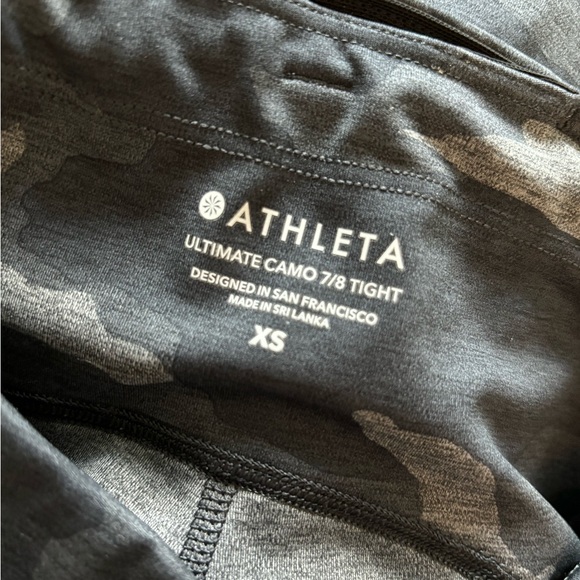 ATHLETA
ULTIMATE CAMO 7/8 TIGHT
DESIGNED IN SAN FRANCISCO
MADE IN SRI LANKA
XS